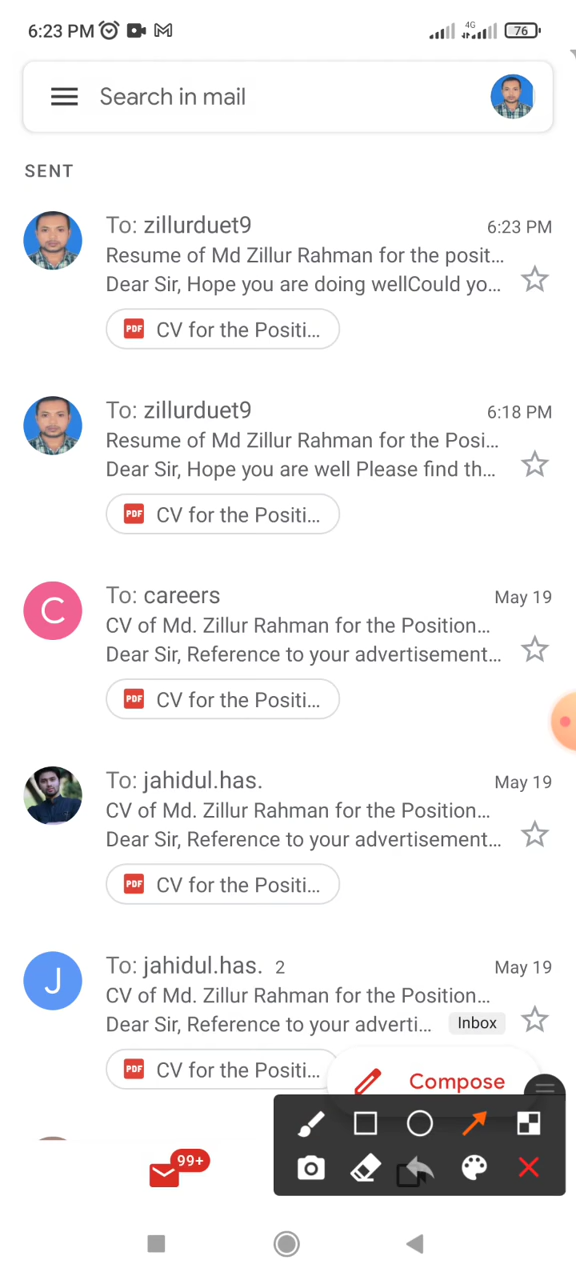 6:23 PM 4G 76
Search in mail
SENT
To: zillurduet9 6:23 PM
Resume of Md Zillur Rahman for the posit...
Dear Sir, Hope you are doing wellCould yo...
PDF CV for the Positi...
To: zillurduet9 6:18 PM
Resume of Md Zillur Rahman for the Posi...
Dear Sir, Hope you are well Please find th...
PDF CV for the Positi...
C To: careers May 19
CV of Md. Zillur Rahman for the Position...
Dear Sir, Reference to your advertisement...
PDF CV for the Positi...
To: jahidul.has. May 19
CV of Md. Zillur Rahman for the Position...
Dear Sir, Reference to your advertisement...
PDF CV for the Positi...
J To: jahidul.has. 2 May 19
CV of Md. Zillur Rahman for the Position...
Dear Sir, Reference to your adverti... Inbox
PDF CV for the Positi...
Compose
99+